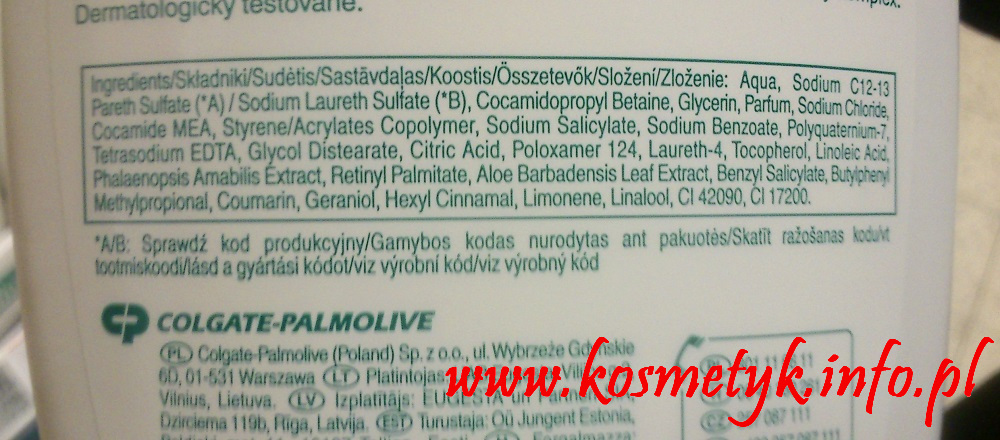 Dermatologicky testované.
Ingredients/Składniki/Sudėtis/Sastāvdaļas/Koostis/Összetevők/Složení/Zloženie: Aqua, Sodium C12-13
Pareth Sulfate (*A) / Sodium Laureth Sulfate (*B), Cocamidopropyl Betaine, Glycerin, Parfum, Sodium Chloride,
Cocamide MEA, Styrene/Acrylates Copolymer, Sodium Salicylate, Sodium Benzoate, Polyquaternium-7,
Tetrasodium EDTA, Glycol Distearate, Citric Acid, Poloxamer 124, Laureth-4, Tocopherol, Linoleic Acid,
Phalaenopsis Amabilis Extract, Retinyl Palmitate, Aloe Barbadensis Leaf Extract, Benzyl Salicylate, Butylphenyl
Methylpropional, Coumarin, Geraniol, Hexyl Cinnamal, Limonene, Linalool, CI 42090, CI 17200.
*A/B: Sprawdź kod produkcyjny/Gamybos kodas nurodytas ant pakuotės/Skatīt ražošanas kodu/vt
tootmiskoodi/lásd a gyártási kódot/viz výrobní kód/viz výrobný kód
CP COLGATE-PALMOLIVE
PL Colgate-Palmolive (Poland) Sp. z o.o., ul. Wybrzeże Gdyńskie
6D, 01-531 Warszawa LT Platintojas
www.kosmetyk.info.pl
Vilnius, Lietuva. LV Izplatītājs:
Dzirciema 119b, Rīga, Latvija. EST Turustaja: Oü Jungent Estonia,
CZ 087 111